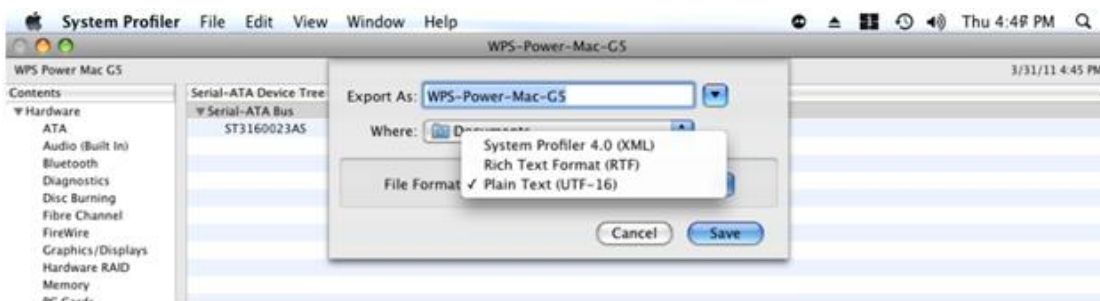 System Profiler File Edit View Window Help Thu 4:4 PM
WPS-Power-Mac-G5
WPS Power Mac G5 3/31/11 4:45 PM
Contents
Serial-ATA Device Tree
Hardware
Serial-ATA Bus
ATA
ST3160023AS
Audio (Built In)
Bluetooth
Diagnostics
Disc Burning
Fibre Channel
FireWire
Graphics/Displays
Hardware RAID
Memory
Export As: WPS-Power-Mac-G5
Where: Documents
System Profiler 4.0 (XML)
Rich Text Format (RTF)
File Format ✓ Plain Text (UTF-16)
Cancel Save